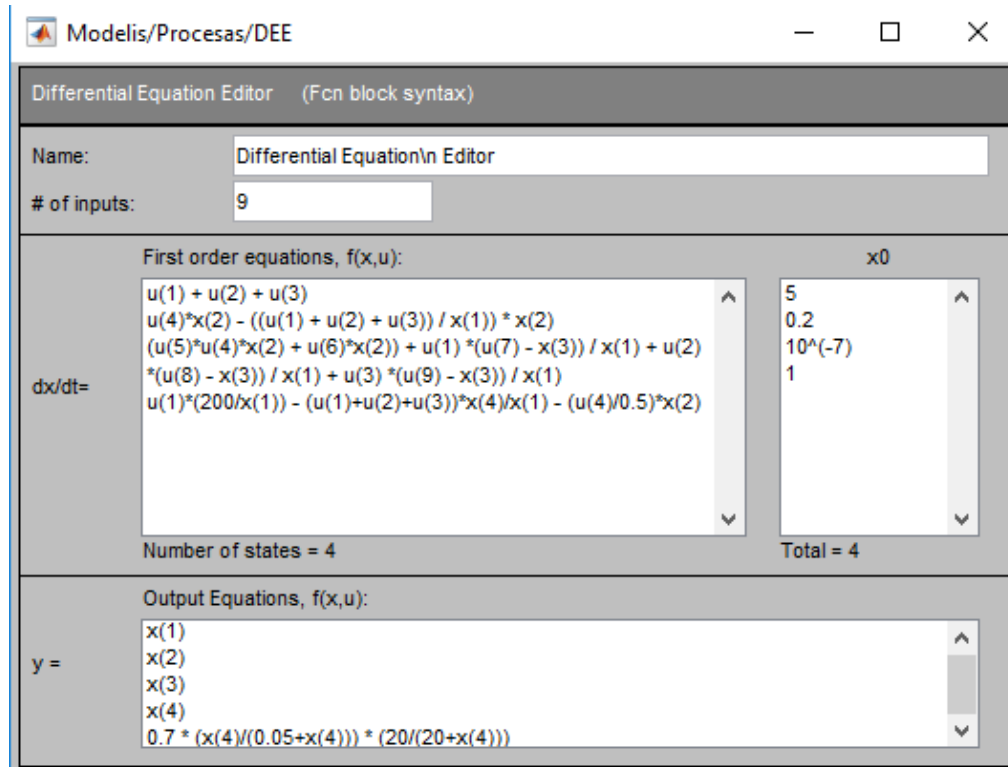 Modelis/Procesas/DEE
Differential Equation Editor (Fcn block syntax)
Name: Differential Equation\n Editor
# of inputs: 9
First order equations, f(x,u): x0
u(1) + u(2) + u(3) 5
u(4)*x(2) - ((u(1) + u(2) + u(3)) / x(1)) * x(2) 0.2
(u(5)*u(4)*x(2) + u(6)*x(2)) + u(1) *(u(7) - x(3)) / x(1) + u(2) 10^(-7)
*(u(8) - x(3)) / x(1) + u(3) *(u(9) - x(3)) / x(1) 1
dx/dt=
u(1)*(200/x(1)) - (u(1)+u(2)+u(3))*x(4)/x(1) - (u(4)/0.5)*x(2)
Number of states = 4 Total = 4
Output Equations, f(x,u):
x(1)
y =
x(2)
x(3)
x(4)
0.7 * (x(4)/(0.05+x(4))) * (20/(20+x(4)))